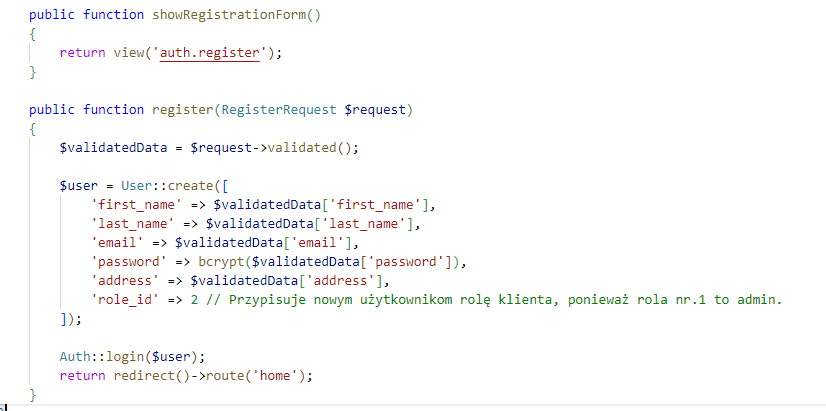 public function showRegistrationForm()
{
return view('auth.register');
}
public function register(RegisterRequest $request)
{
$validatedData = $request->validated();
$user = User::create([
'first_name' => $validatedData['first_name'],
'last_name' => $validatedData['last_name'],
'email' => $validatedData['email'],
'password' => bcrypt($validatedData['password']),
'address' => $validatedData['address'],
'role_id' => 2 // Przypisuje nowym użytkownikom rolę klienta, ponieważ rola nr.1 to admin.
]);
Auth::login($user);
return redirect()->route('home');
}